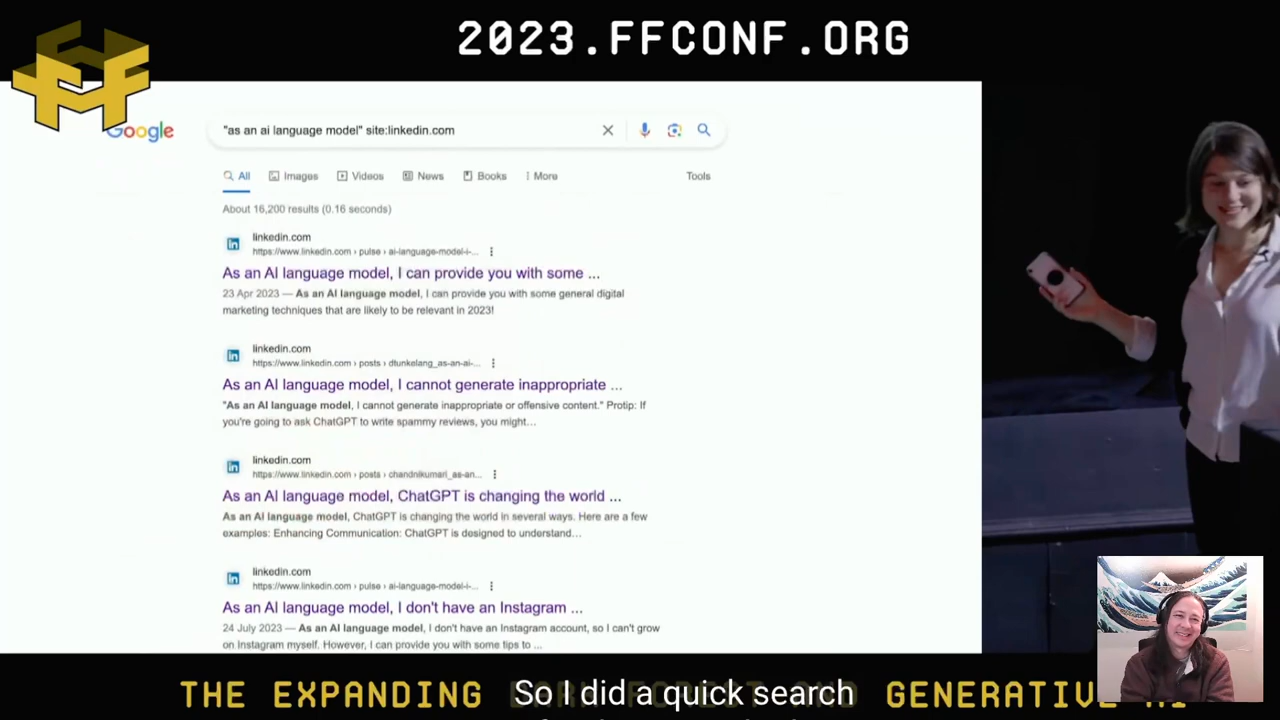 2023.FFCONF.ORG
Google
"as an ai language model" site:linkedin.com
All Images Videos News Books More Tools
About 16,200 results (0.16 seconds)
linkedin.com
https://www.linkedin.com › pulse › ai-language-model-i-...
As an AI language model, I can provide you with some ...
23 Apr 2023 — As an AI language model, I can provide you with some general digital
marketing techniques that are likely to be relevant in 2023!
linkedin.com
https://www.linkedin.com › posts › dtunkelang_as-an-ai-...
As an AI language model, I cannot generate inappropriate ...
"As an AI language model, I cannot generate inappropriate or offensive content." Protip: If
you're going to ask ChatGPT to write spammy reviews, you might...
linkedin.com
https://www.linkedin.com › posts › chandnikumari_as-an...
As an AI language model, ChatGPT is changing the world ...
As an AI language model, ChatGPT is changing the world in several ways. Here are a few
examples: Enhancing Communication: ChatGPT is designed to understand...
linkedin.com
https://www.linkedin.com › pulse › ai-language-model-i-...
As an AI language model, I don't have an Instagram ...
24 July 2023 — As an AI language model, I don't have an Instagram account, so I can't grow
on Instagram myself. However, I can provide you with some tips to ...
THE EXPANDING GENERATIVE AI
So I did a quick search